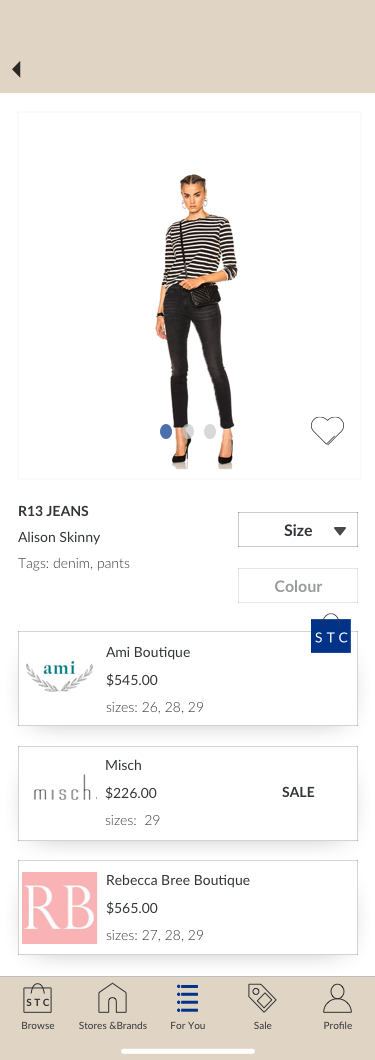 R13 JEANS
Alison Skinny
Tags: denim, pants
Size
Colour
STC
ami
Ami Boutique
$545.00
sizes: 26, 28, 29
misch.
Misch
$226.00
sizes: 29
SALE
RB
Rebecca Bree Boutique
$565.00
sizes: 27, 28, 29
STC
Browse
Stores &Brands
For You
Sale
Profile